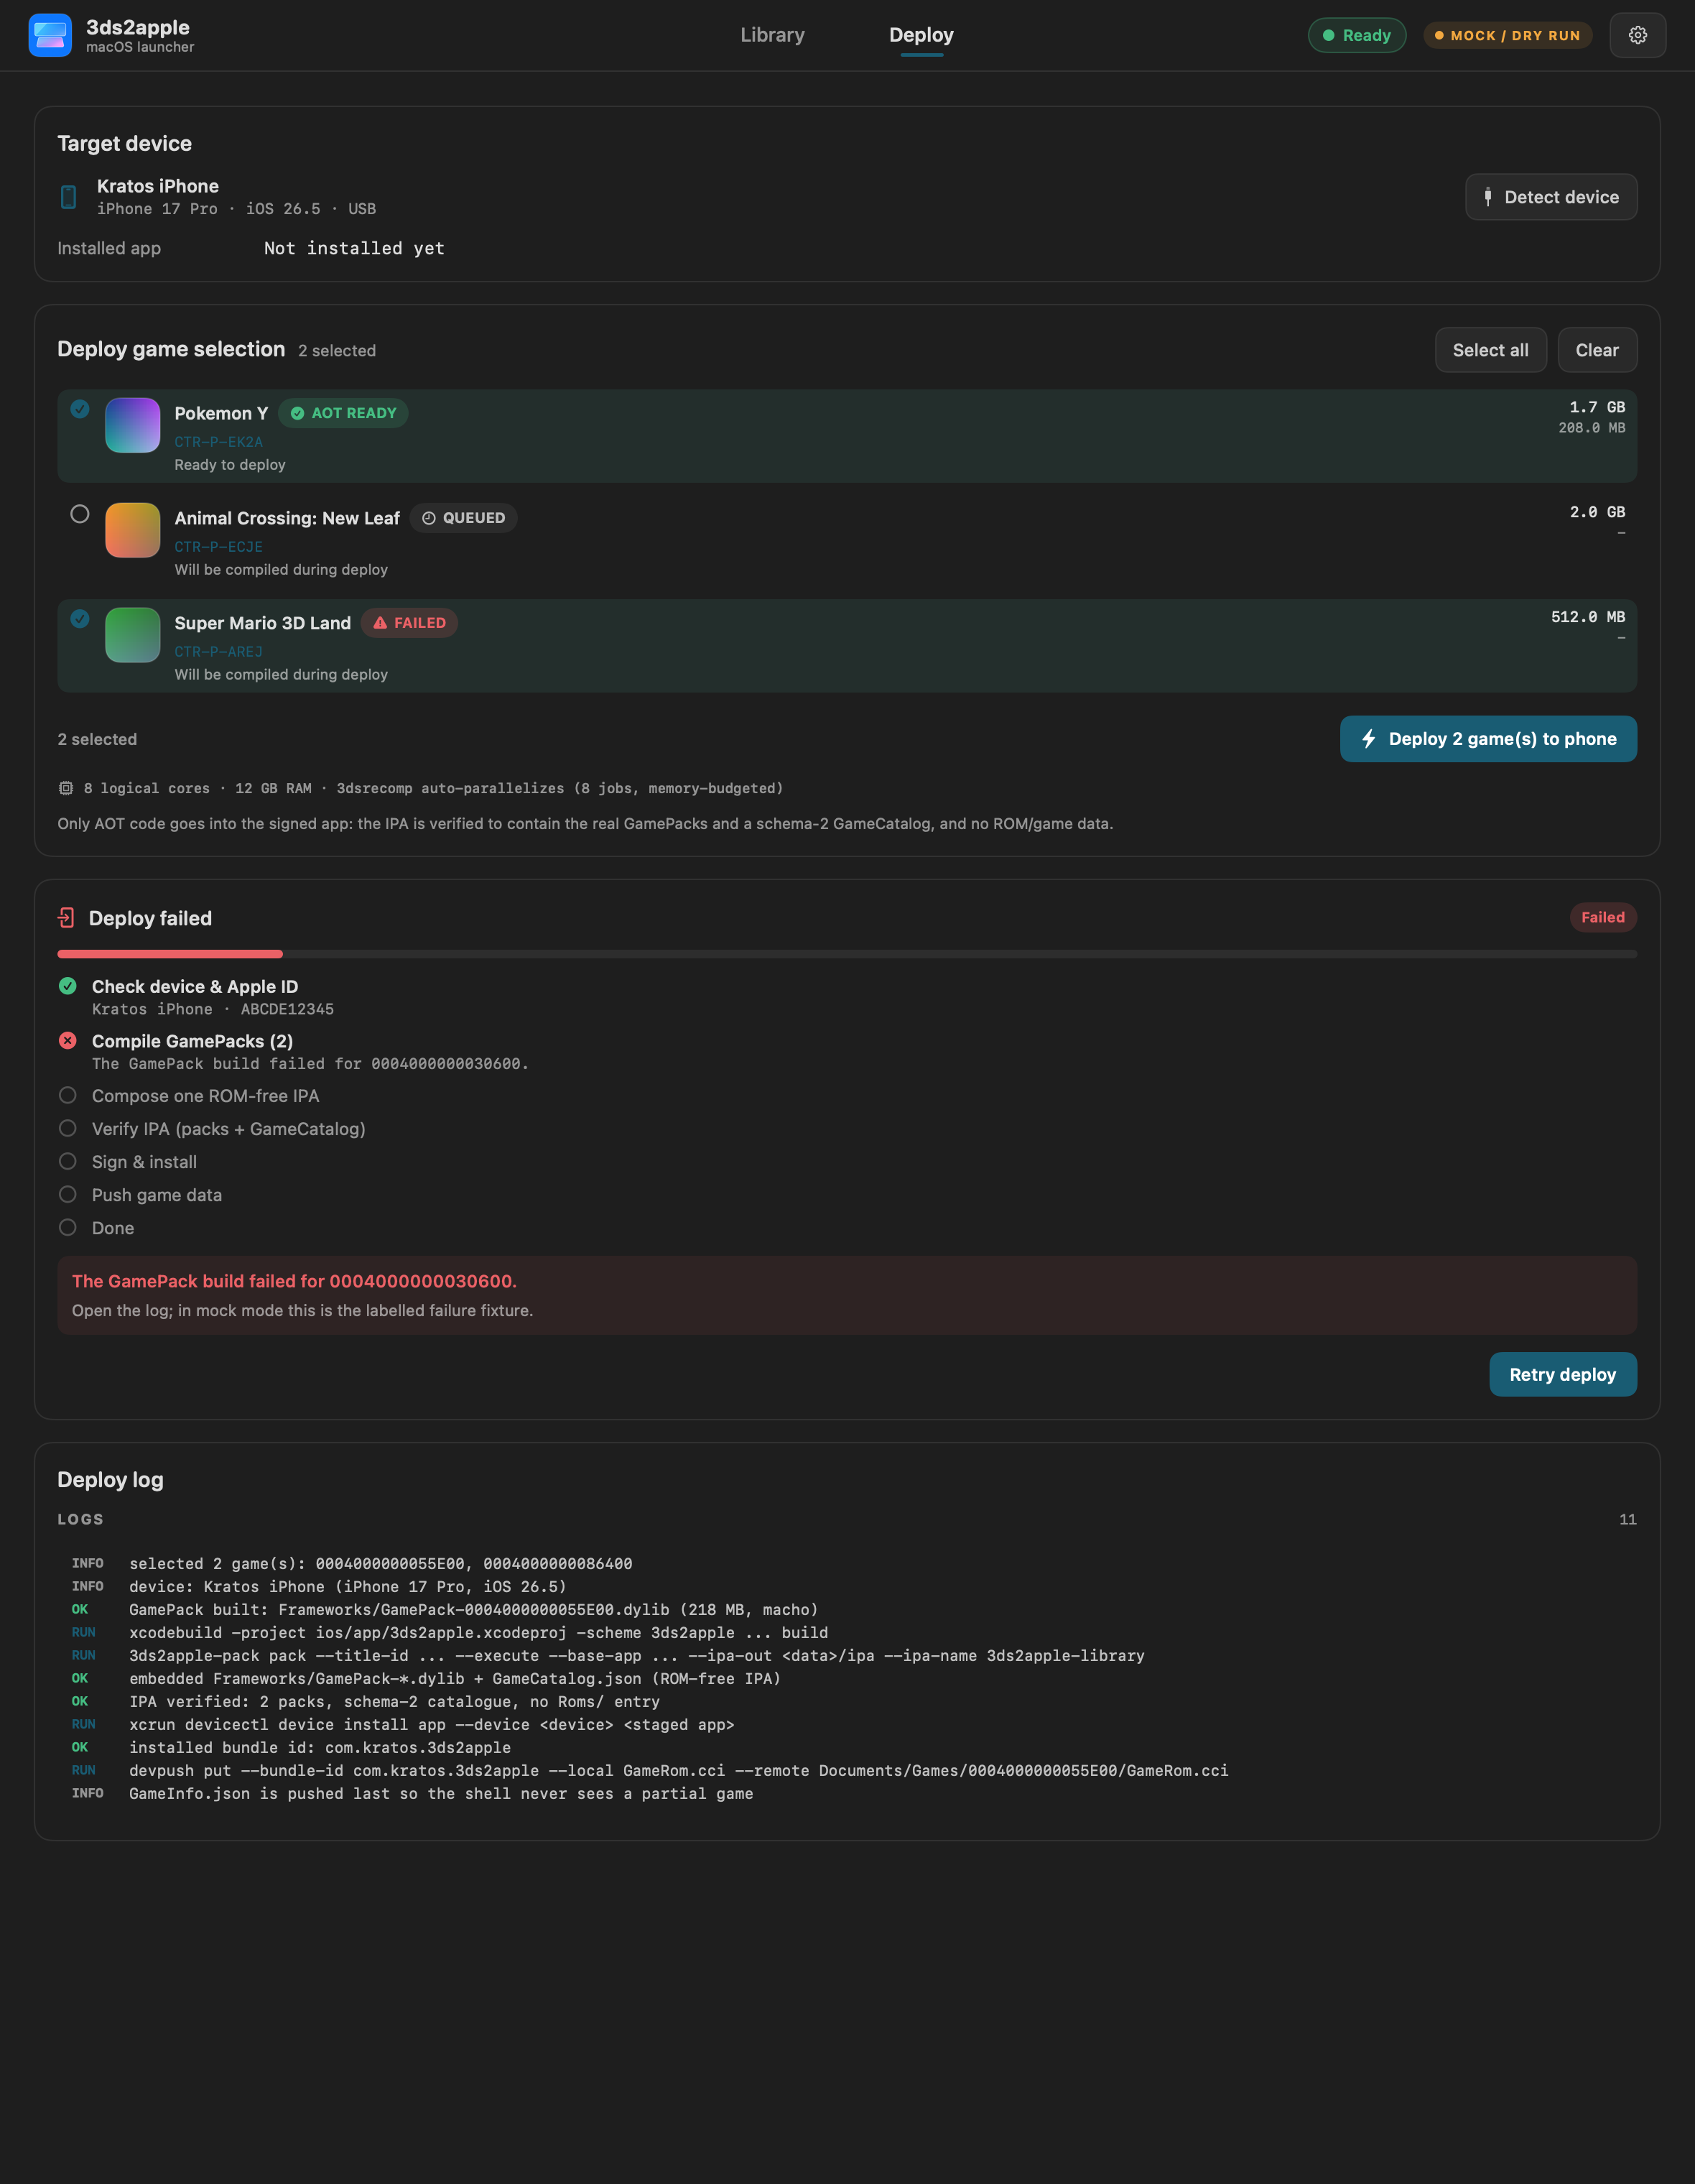 3ds2apple
macOS launcher
Library
Deploy
Ready
MOCK / DRY RUN
Target device
Kratos iPhone
iPhone 17 Pro · iOS 26.5 · USB
Detect device
Installed app
Not installed yet
Deploy game selection
2 selected
Select all
Clear
Pokemon Y
AOT READY
1.7 GB
CTR-P-EK2A
208.0 MB
Ready to deploy
Animal Crossing: New Leaf
QUEUED
2.0 GB
–
CTR-P-ECJE
Will be compiled during deploy
Super Mario 3D Land
FAILED
512.0 MB
–
CTR-P-AREJ
Will be compiled during deploy
2 selected
Deploy 2 game(s) to phone
8 logical cores · 12 GB RAM · 3dsrecomp auto-parallelizes (8 jobs, memory-budgeted)
Only AOT code goes into the signed app: the IPA is verified to contain the real GamePacks and a schema-2 GameCatalog, and no ROM/game data.
Deploy failed
Failed
Check device & Apple ID
Kratos iPhone · ABCDE12345
Compile GamePacks (2)
The GamePack build failed for 0004000000030600.
Compose one ROM-free IPA
Verify IPA (packs + GameCatalog)
Sign & install
Push game data
Done
The GamePack build failed for 0004000000030600.
Open the log; in mock mode this is the labelled failure fixture.
Retry deploy
Deploy log
LOGS
11
INFO selected 2 game(s): 0004000000055E00, 0004000000086400
INFO device: Kratos iPhone (iPhone 17 Pro, iOS 26.5)
OK GamePack built: Frameworks/GamePack-0004000000055E00.dylib (218 MB, macho)
RUN xcodebuild -project ios/app/3ds2apple.xcodeproj -scheme 3ds2apple ... build
RUN 3ds2apple-pack pack --title-id ... --execute --base-app ... --ipa-out <data>/ipa --ipa-name 3ds2apple-library
OK embedded Frameworks/GamePack-*.dylib + GameCatalog.json (ROM-free IPA)
OK IPA verified: 2 packs, schema-2 catalogue, no Roms/ entry
RUN xcrun devicectl device install app --device <device> <staged app>
OK installed bundle id: com.kratos.3ds2apple
RUN devpush put --bundle-id com.kratos.3ds2apple --local GameRom.cci --remote Documents/Games/0004000000055E00/GameRom.cci
INFO GameInfo.json is pushed last so the shell never sees a partial game